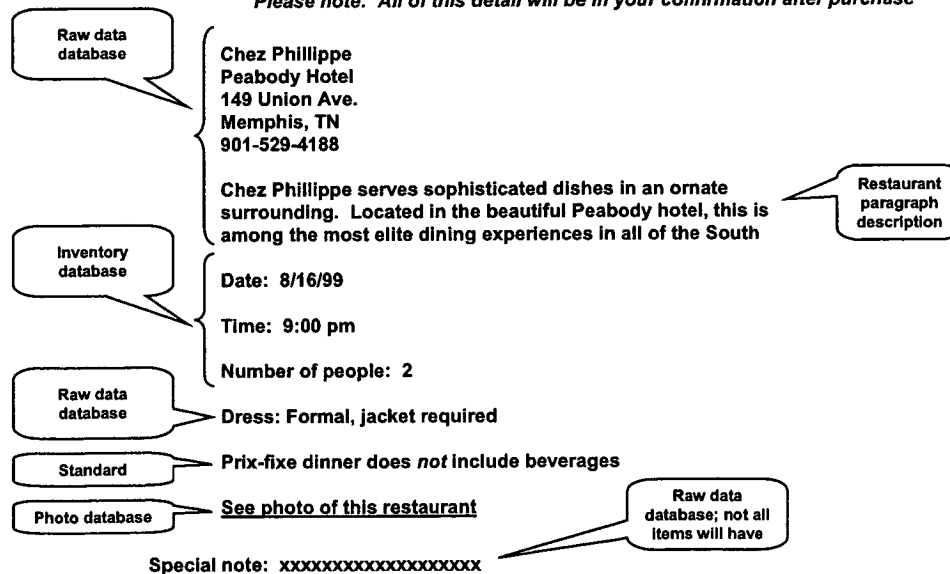 Please note: All of this detail will be in your confirmation after purchase
Raw data
database
Chez Phillippe
Peabody Hotel
149 Union Ave.
Memphis, TN
901-529-4188
Chez Phillippe serves sophisticated dishes in an ornate
surrounding. Located in the beautiful Peabody hotel, this is
among the most elite dining experiences in all of the South
Restaurant
paragraph
description
Inventory
database
Date: 8/16/99
Time: 9:00 pm
Number of people: 2
Raw data
database
Dress: Formal, jacket required
Standard
Prix-fixe dinner does not include beverages
Photo database
See photo of this restaurant
Raw data
database; not all
items will have
Special note: xxxxxxxxxxxxxxxxxxx